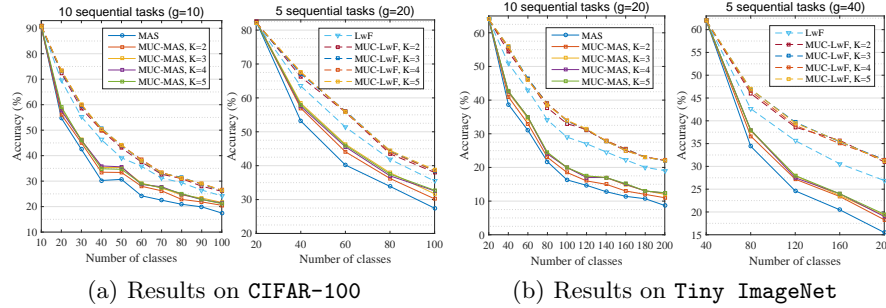 10 sequential tasks (g=10)
Accuracy (%)
90
80
70
60
50
40
30
20
10
MAS
MUC-MAS, K=2
MUC-MAS, K=3
MUC-MAS, K=4
MUC-MAS, K=5
10 20 30 40 50 60 70 80 90 100
Number of classes
5 sequential tasks (g=20)
Accuracy (%)
80
70
60
50
40
30
20
LwF
MUC-LwF, K=2
MUC-LwF, K=3
MUC-LwF, K=4
MUC-LwF, K=5
20 40 60 80 100
Number of classes
10 sequential tasks (g=20)
Accuracy (%)
60
50
40
30
20
10
0
MAS
MUC-MAS, K=2
MUC-MAS, K=3
MUC-MAS, K=4
MUC-MAS, K=5
20 40 60 80 100 120 140 160 180 200
Number of classes
5 sequential tasks (g=40)
Accuracy (%)
60
55
50
45
40
35
30
25
20
15
LwF
MUC-LwF, K=2
MUC-LwF, K=3
MUC-LwF, K=4
MUC-LwF, K=5
40 80 120 160 200
Number of classes
(a) Results on CIFAR-100
(b) Results on Tiny ImageNet